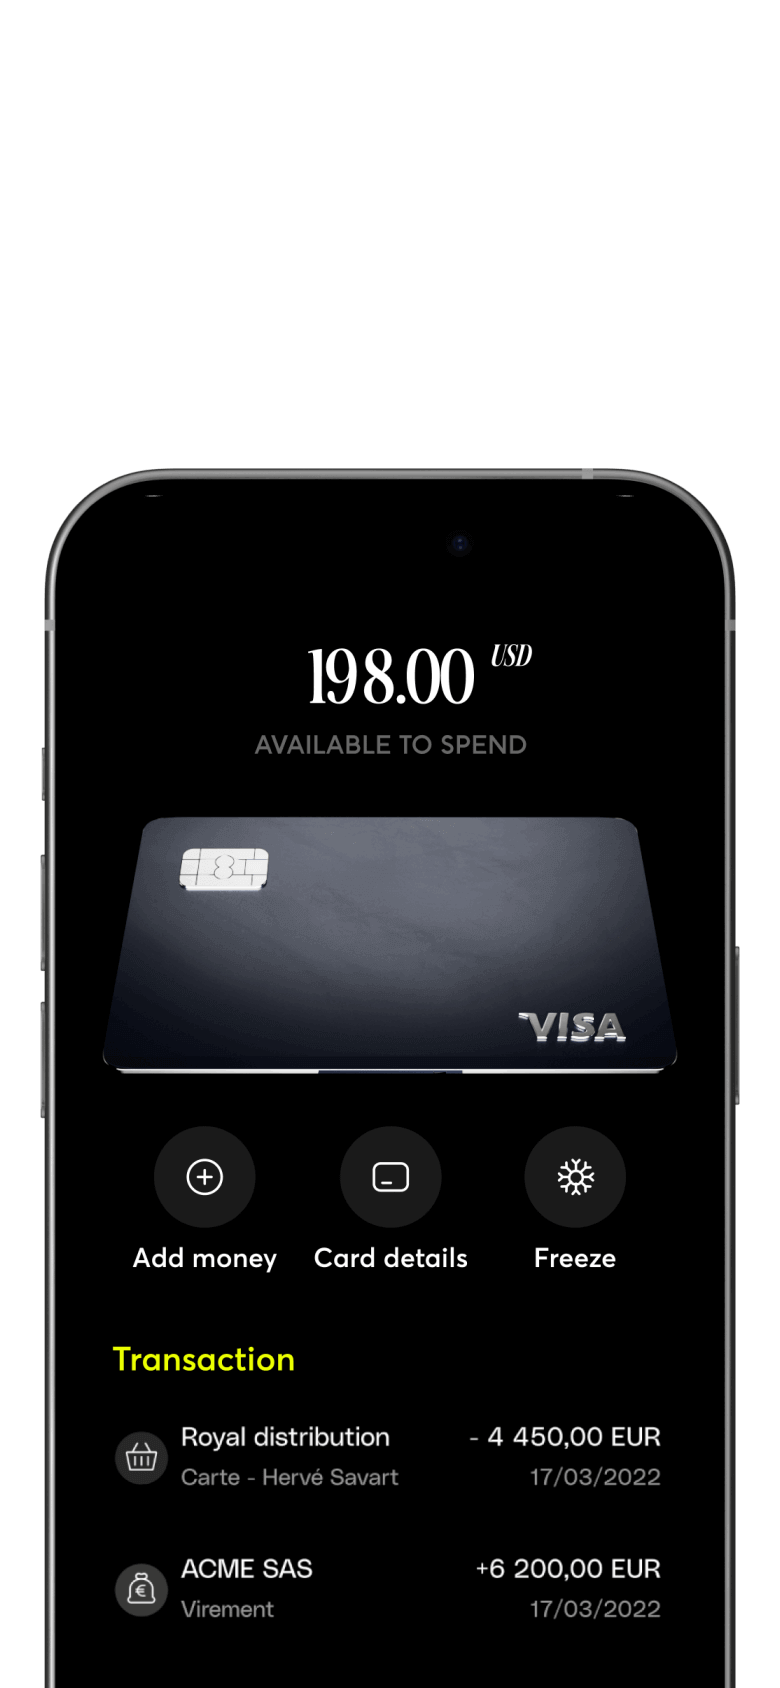 198.00 USD
AVAILABLE TO SPEND
VISA
Add money
Card details
Freeze
Transaction
Royal distribution
- 4 450,00 EUR
Carte - Hervé Savart
17/03/2022
ACME SAS
+6 200,00 EUR
Virement
17/03/2022